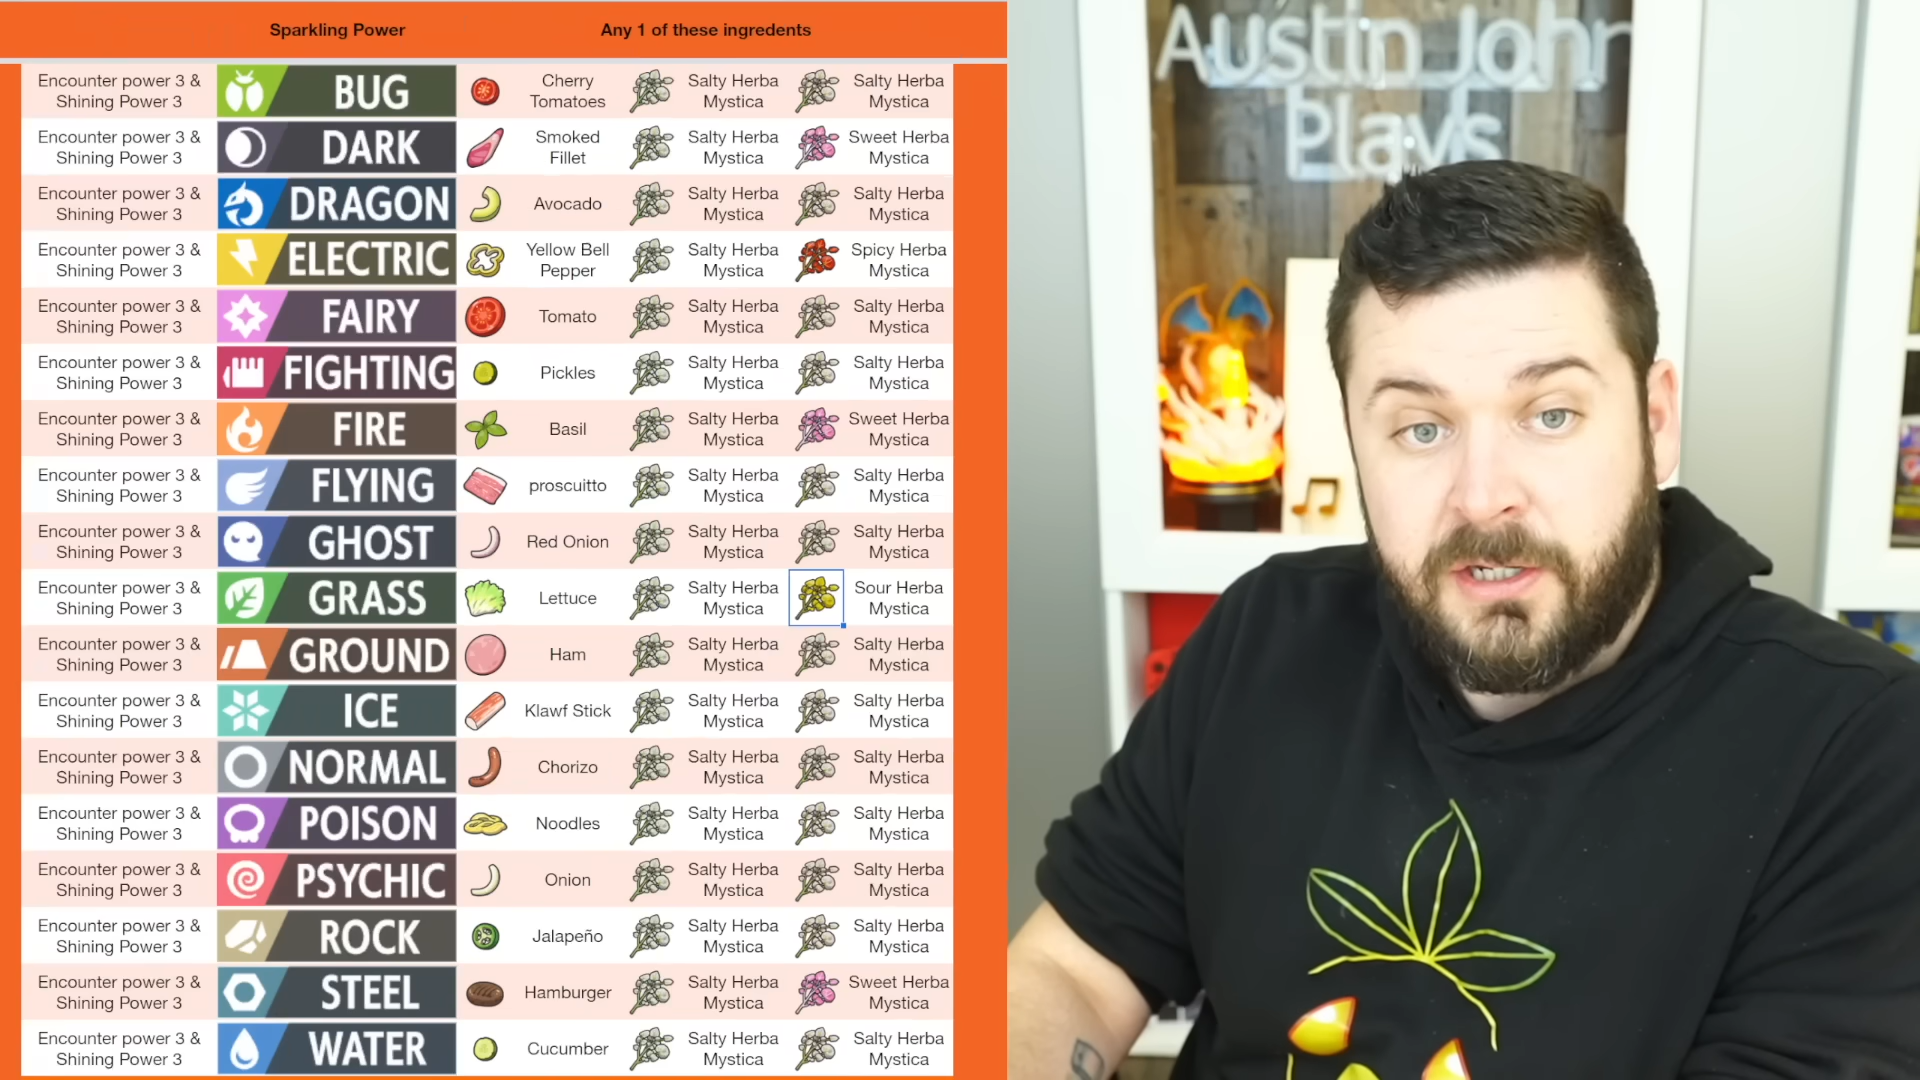 Sparkling Power Any 1 of these ingredents
Encounter power 3 & Shining Power 3 BUG Cherry Tomatoes Salty Herba Mystica Salty Herba Mystica
Encounter power 3 & Shining Power 3 DARK Smoked Fillet Salty Herba Mystica Sweet Herba Mystica
Encounter power 3 & Shining Power 3 DRAGON Avocado Salty Herba Mystica Salty Herba Mystica
Encounter power 3 & Shining Power 3 ELECTRIC Yellow Bell Pepper Salty Herba Mystica Spicy Herba Mystica
Encounter power 3 & Shining Power 3 FAIRY Tomato Salty Herba Mystica Salty Herba Mystica
Encounter power 3 & Shining Power 3 FIGHTING Pickles Salty Herba Mystica Salty Herba Mystica
Encounter power 3 & Shining Power 3 FIRE Basil Salty Herba Mystica Sweet Herba Mystica
Encounter power 3 & Shining Power 3 FLYING proscuitto Salty Herba Mystica Salty Herba Mystica
Encounter power 3 & Shining Power 3 GHOST Red Onion Salty Herba Mystica Salty Herba Mystica
Encounter power 3 & Shining Power 3 GRASS Lettuce Salty Herba Mystica Sour Herba Mystica
Encounter power 3 & Shining Power 3 GROUND Ham Salty Herba Mystica Salty Herba Mystica
Encounter power 3 & Shining Power 3 ICE Klawf Stick Salty Herba Mystica Salty Herba Mystica
Encounter power 3 & Shining Power 3 NORMAL Chorizo Salty Herba Mystica Salty Herba Mystica
Encounter power 3 & Shining Power 3 POISON Noodles Salty Herba Mystica Salty Herba Mystica
Encounter power 3 & Shining Power 3 PSYCHIC Onion Salty Herba Mystica Salty Herba Mystica
Encounter power 3 & Shining Power 3 ROCK Jalapeño Salty Herba Mystica Salty Herba Mystica
Encounter power 3 & Shining Power 3 STEEL Hamburger Salty Herba Mystica Sweet Herba Mystica
Encounter power 3 & Shining Power 3 WATER Cucumber Salty Herba Mystica Salty Herba Mystica
Austin John
Plays